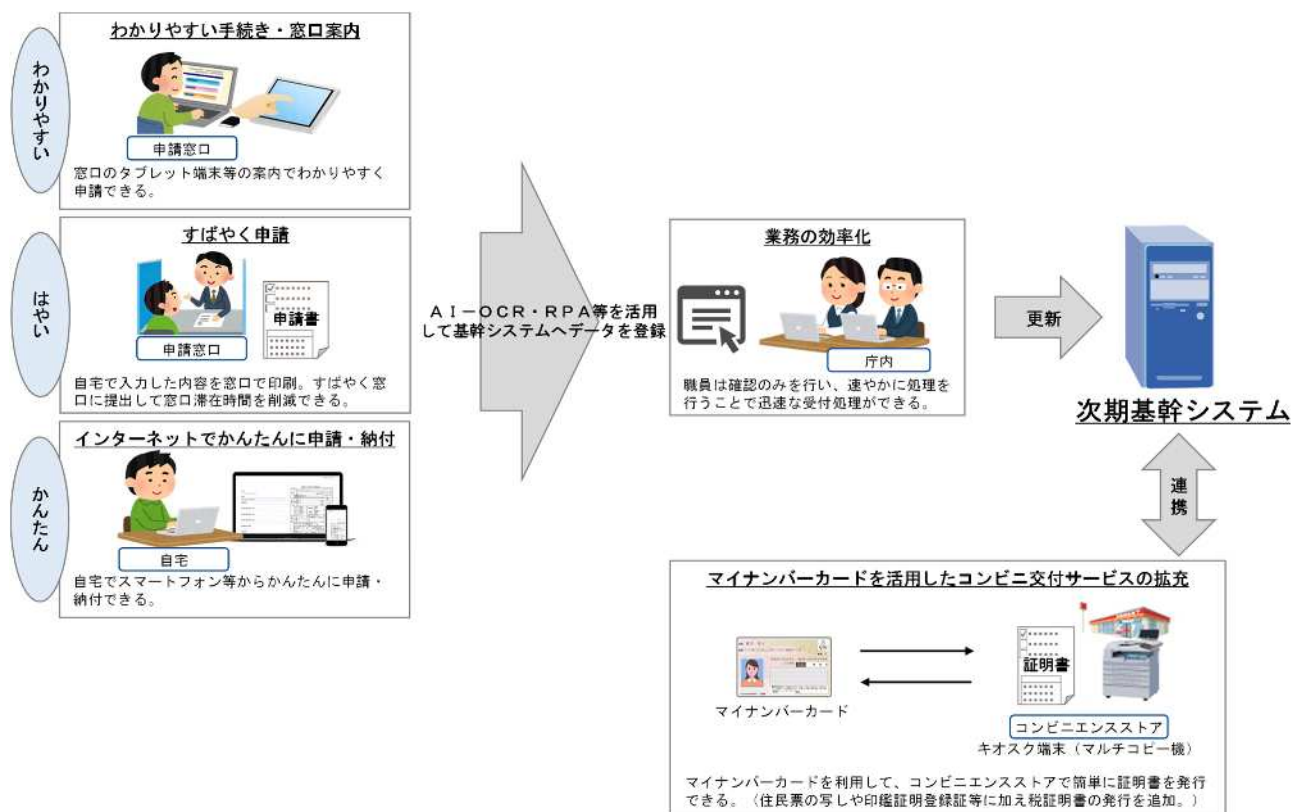 わかりやすい
わかりやすい手続き・窓口案内
申請窓口
窓口のタブレット端末等の案内でわかりやすく
申請できる。
はやい
すばやく申請
申請書
申請窓口
自宅で入力した内容を窓口で印刷。すばやく窓
口に提出して窓口滞在時間を削減できる。
かんたん
インターネットでかんたんに申請・納付
自宅
自宅でスマートフォン等からかんたんに申請・
納付できる。
ＡＩ－ＯＣＲ・ＲＰＡ等を活用
して基幹システムへデータを登録
業務の効率化
庁内
職員は確認のみを行い、速やかに処理を
行うことで迅速な受付処理ができる。
更新
次期基幹システム
連携
マイナンバーカードを活用したコンビニ交付サービスの拡充
証明書
マイナンバーカード
コンビニエンスストア
キオスク端末（マルチコピー機）
マイナンバーカードを利用して、コンビニエンスストアで簡単に証明書を発行
できる。（住民票の写しや印鑑証明登録証等に加え税証明書の発行を追加。）